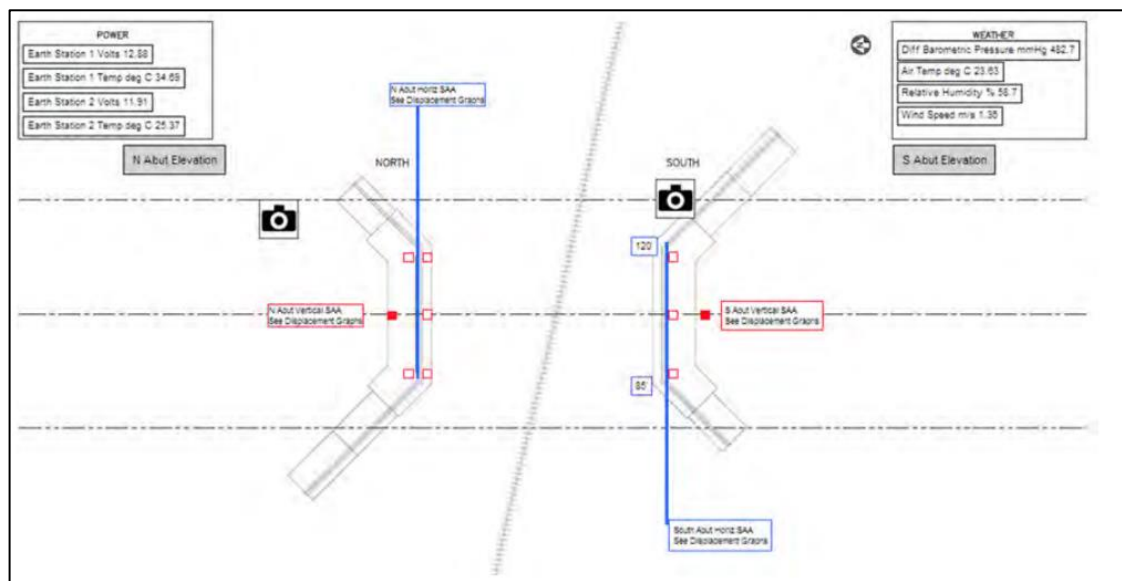 POWER
Earth Station 1 Volts 12.88
Earth Station 1 Temp deg C 34.69
Earth Station 2 Volts 11.91
Earth Station 2 Temp deg C 25.37
N Abut Elevation
WEATHER
Diff Barometric Pressure mmHg 482.7
Air Temp deg C 23.63
Relative Humidity % 58.7
Wind Speed m/s 1.35
S Abut Elevation
N Abut Horiz SAA
See Displacement Graphs
NORTH
SOUTH
120'
N Abut Vertical SAA
See Displacement Graphs
S Abut Vertical SAA
See Displacement Graphs
85'
South Abut Horiz SAA
See Displacement Graphs